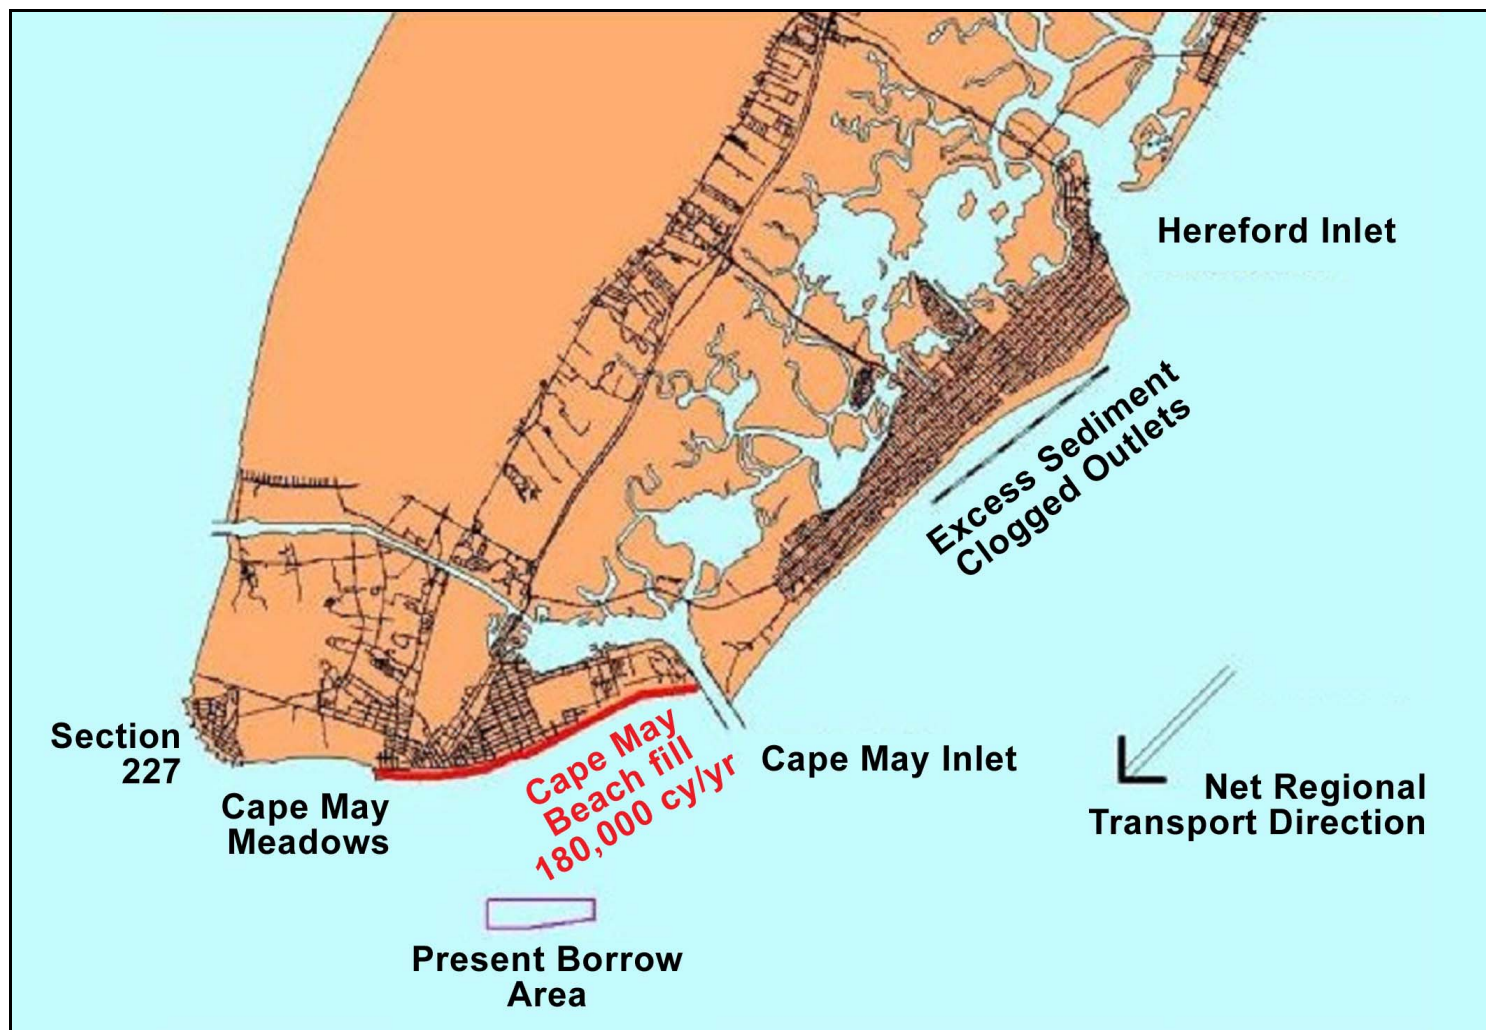 Hereford Inlet
Excess Sediment
Clogged Outlets
Section
227
Cape May
Meadows
Cape May
Beach fill
180,000 cy/yr
Cape May Inlet
Net Regional
Transport Direction
Present Borrow
Area